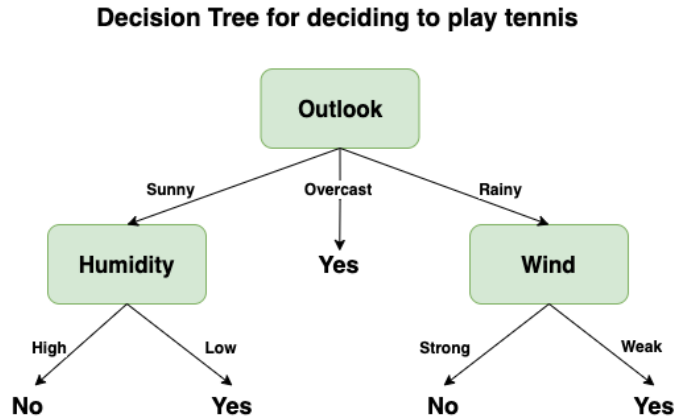 Decision Tree for deciding to play tennis
Outlook
Sunny
Overcast
Rainy
Humidity
Yes
Wind
High
Low
Strong
Weak
No
Yes
No
Yes